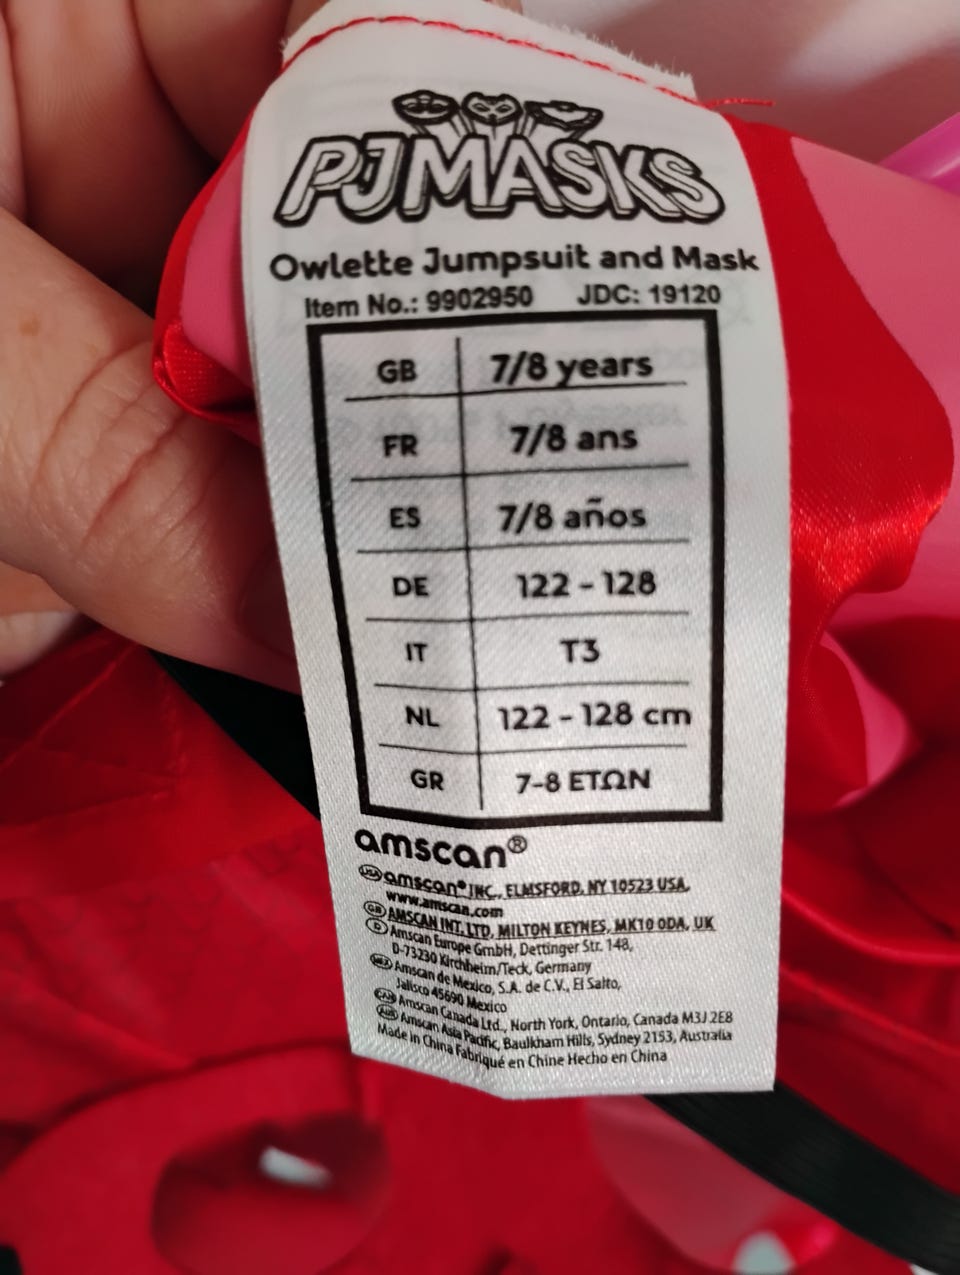 PJMASKS
Owlette Jumpsuit and Mask
Item No.: 9902950 JDC: 19120
GB 7/8 years
FR 7/8 ans
ES 7/8 años
DE 122 - 128
IT T3
NL 122 - 128 cm
GR 7-8 ΕΤΩΝ
amscan®
USA amscan® INC., ELMSFORD, NY 10523 USA,
www.amscan.com
GB AMSCAN INT. LTD, MILTON KEYNES, MK10 0DA, UK
D Amscan Europe GmbH, Dettinger Str. 148,
D-73230 Kirchheim/Teck, Germany
MEX Amscan de Mexico, S.A. de C.V., El Salto,
Jalisco 45690 Mexico
CAN Amscan Canada Ltd., North York, Ontario, Canada M3J 2E8
AUS Amscan Asia Pacific, Baulkham Hills, Sydney 2153, Australia
Made in China Fabriqué en Chine Hecho en China